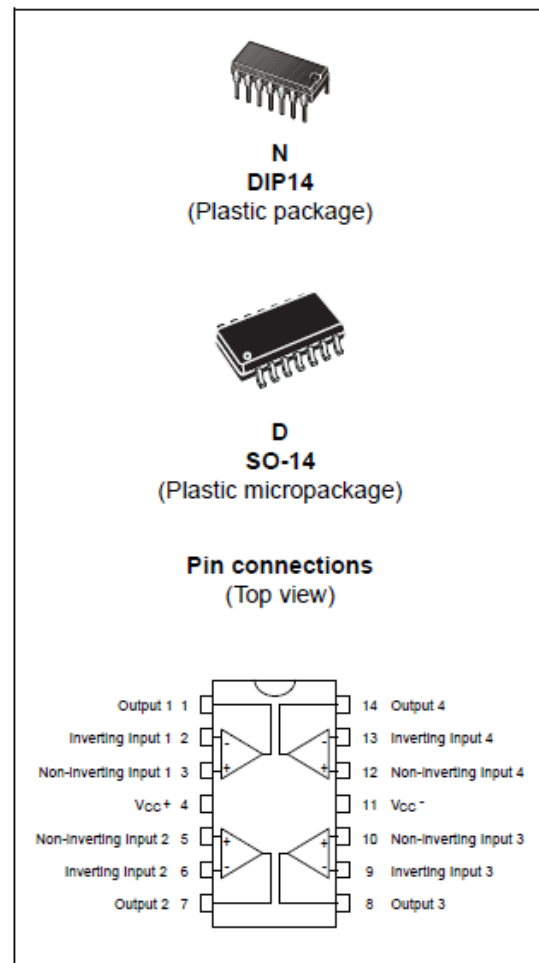 N
DIP14
(Plastic package)
D
SO-14
(Plastic micropackage)
Pin connections
(Top view)
Output 1 1
14 Output 4
Inverting Input 1 2
- -
13 Inverting Input 4
Non-inverting Input 1 3
+ +
12 Non-inverting Input 4
VCC+ 4
11 VCC-
Non-inverting Input 2 5
+ +
10 Non-inverting Input 3
Inverting Input 2 6
- -
9 Inverting Input 3
Output 2 7
8 Output 3